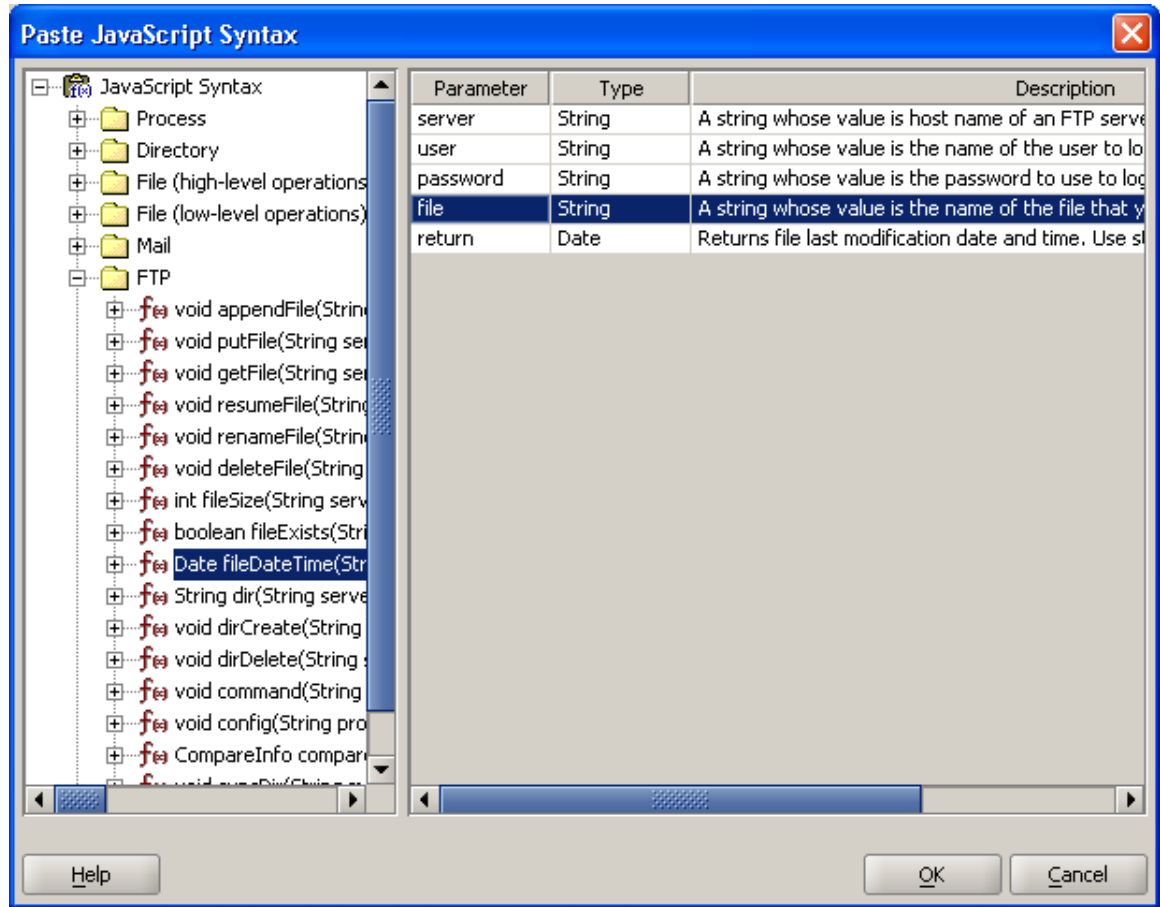 Paste JavaScript Syntax
JavaScript Syntax
Process
Directory
File (high-level operations
File (low-level operations)
Mail
FTP
void appendFile(String
void putFile(String ser
void getFile(String ser
void resumeFile(String
void renameFile(String
void deleteFile(String
int fileSize(String serv
boolean fileExists(Stri
Date fileDateTime(Str
String dir(String serve
void dirCreate(String
void dirDelete(String s
void command(String
void config(String pro
CompareInfo compare
Parameter Type Description
server String A string whose value is host name of an FTP serve
user String A string whose value is the name of the user to lo
password String A string whose value is the password to use to log
file String A string whose value is the name of the file that y
return Date Returns file last modification date and time. Use st
Help OK Cancel